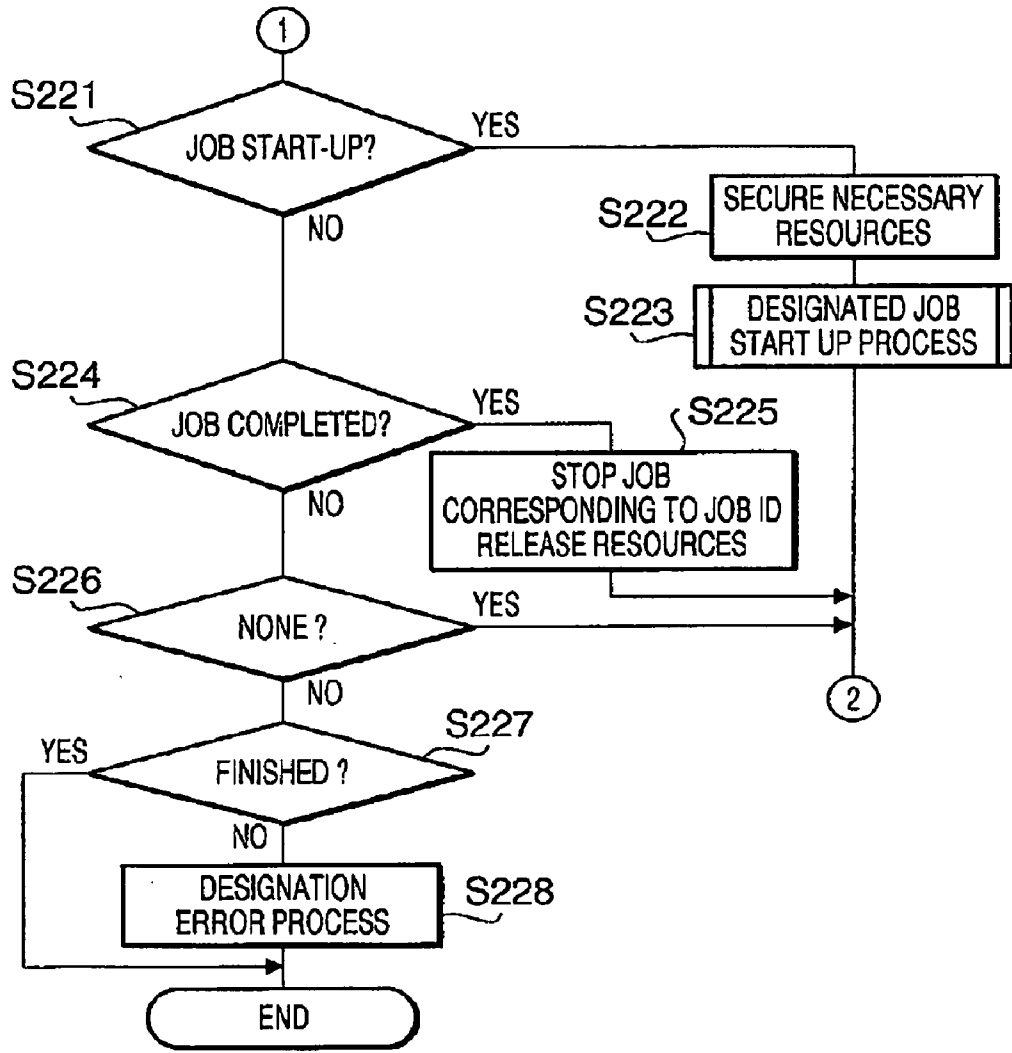 1
S221
JOB START-UP?
YES
NO
S222
SECURE NECESSARY
RESOURCES
S223
DESIGNATED JOB
START UP PROCESS
S224
JOB COMPLETED?
YES
NO
S225
STOP JOB
CORRESPONDING TO JOB ID
RELEASE RESOURCES
S226
NONE ?
YES
NO
2
S227
YES
FINISHED ?
NO
DESIGNATION
ERROR PROCESS
S228
END